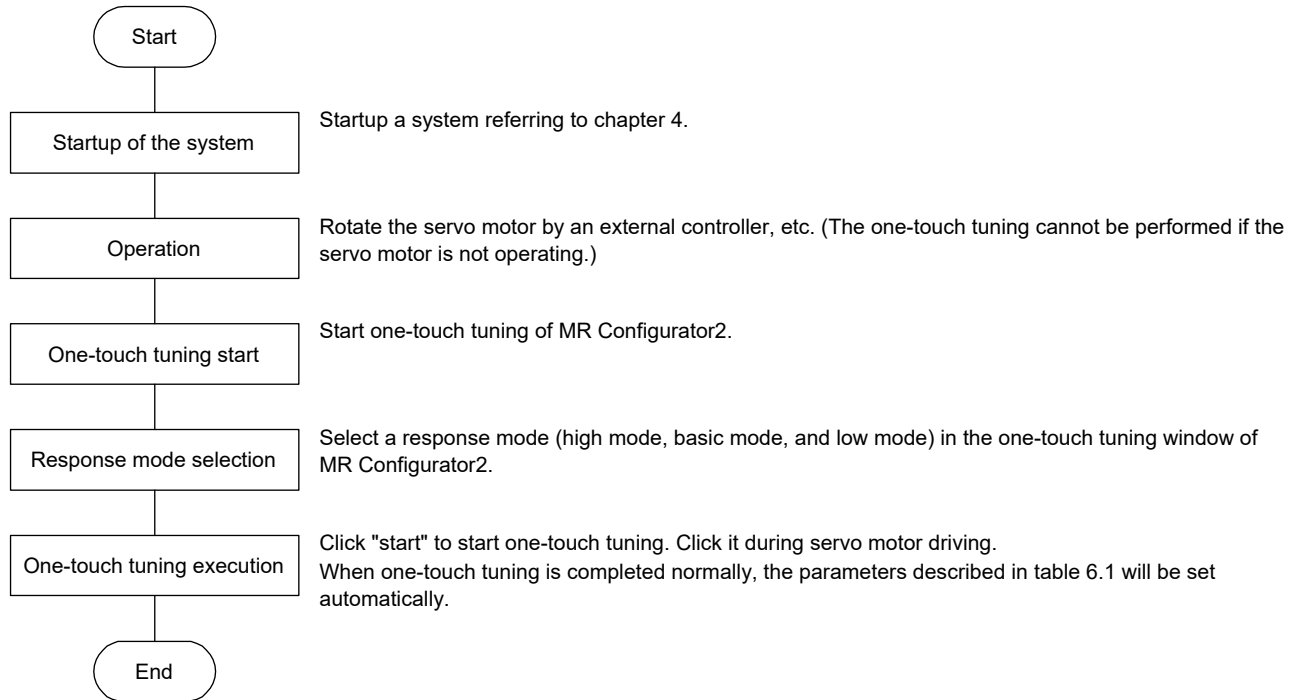 Start
Startup of the system
Startup a system referring to chapter 4.
Operation
Rotate the servo motor by an external controller, etc. (The one-touch tuning cannot be performed if the
servo motor is not operating.)
One-touch tuning start
Start one-touch tuning of MR Configurator2.
Response mode selection
Select a response mode (high mode, basic mode, and low mode) in the one-touch tuning window of
MR Configurator2.
One-touch tuning execution
Click "start" to start one-touch tuning. Click it during servo motor driving.
When one-touch tuning is completed normally, the parameters described in table 6.1 will be set
automatically.
End